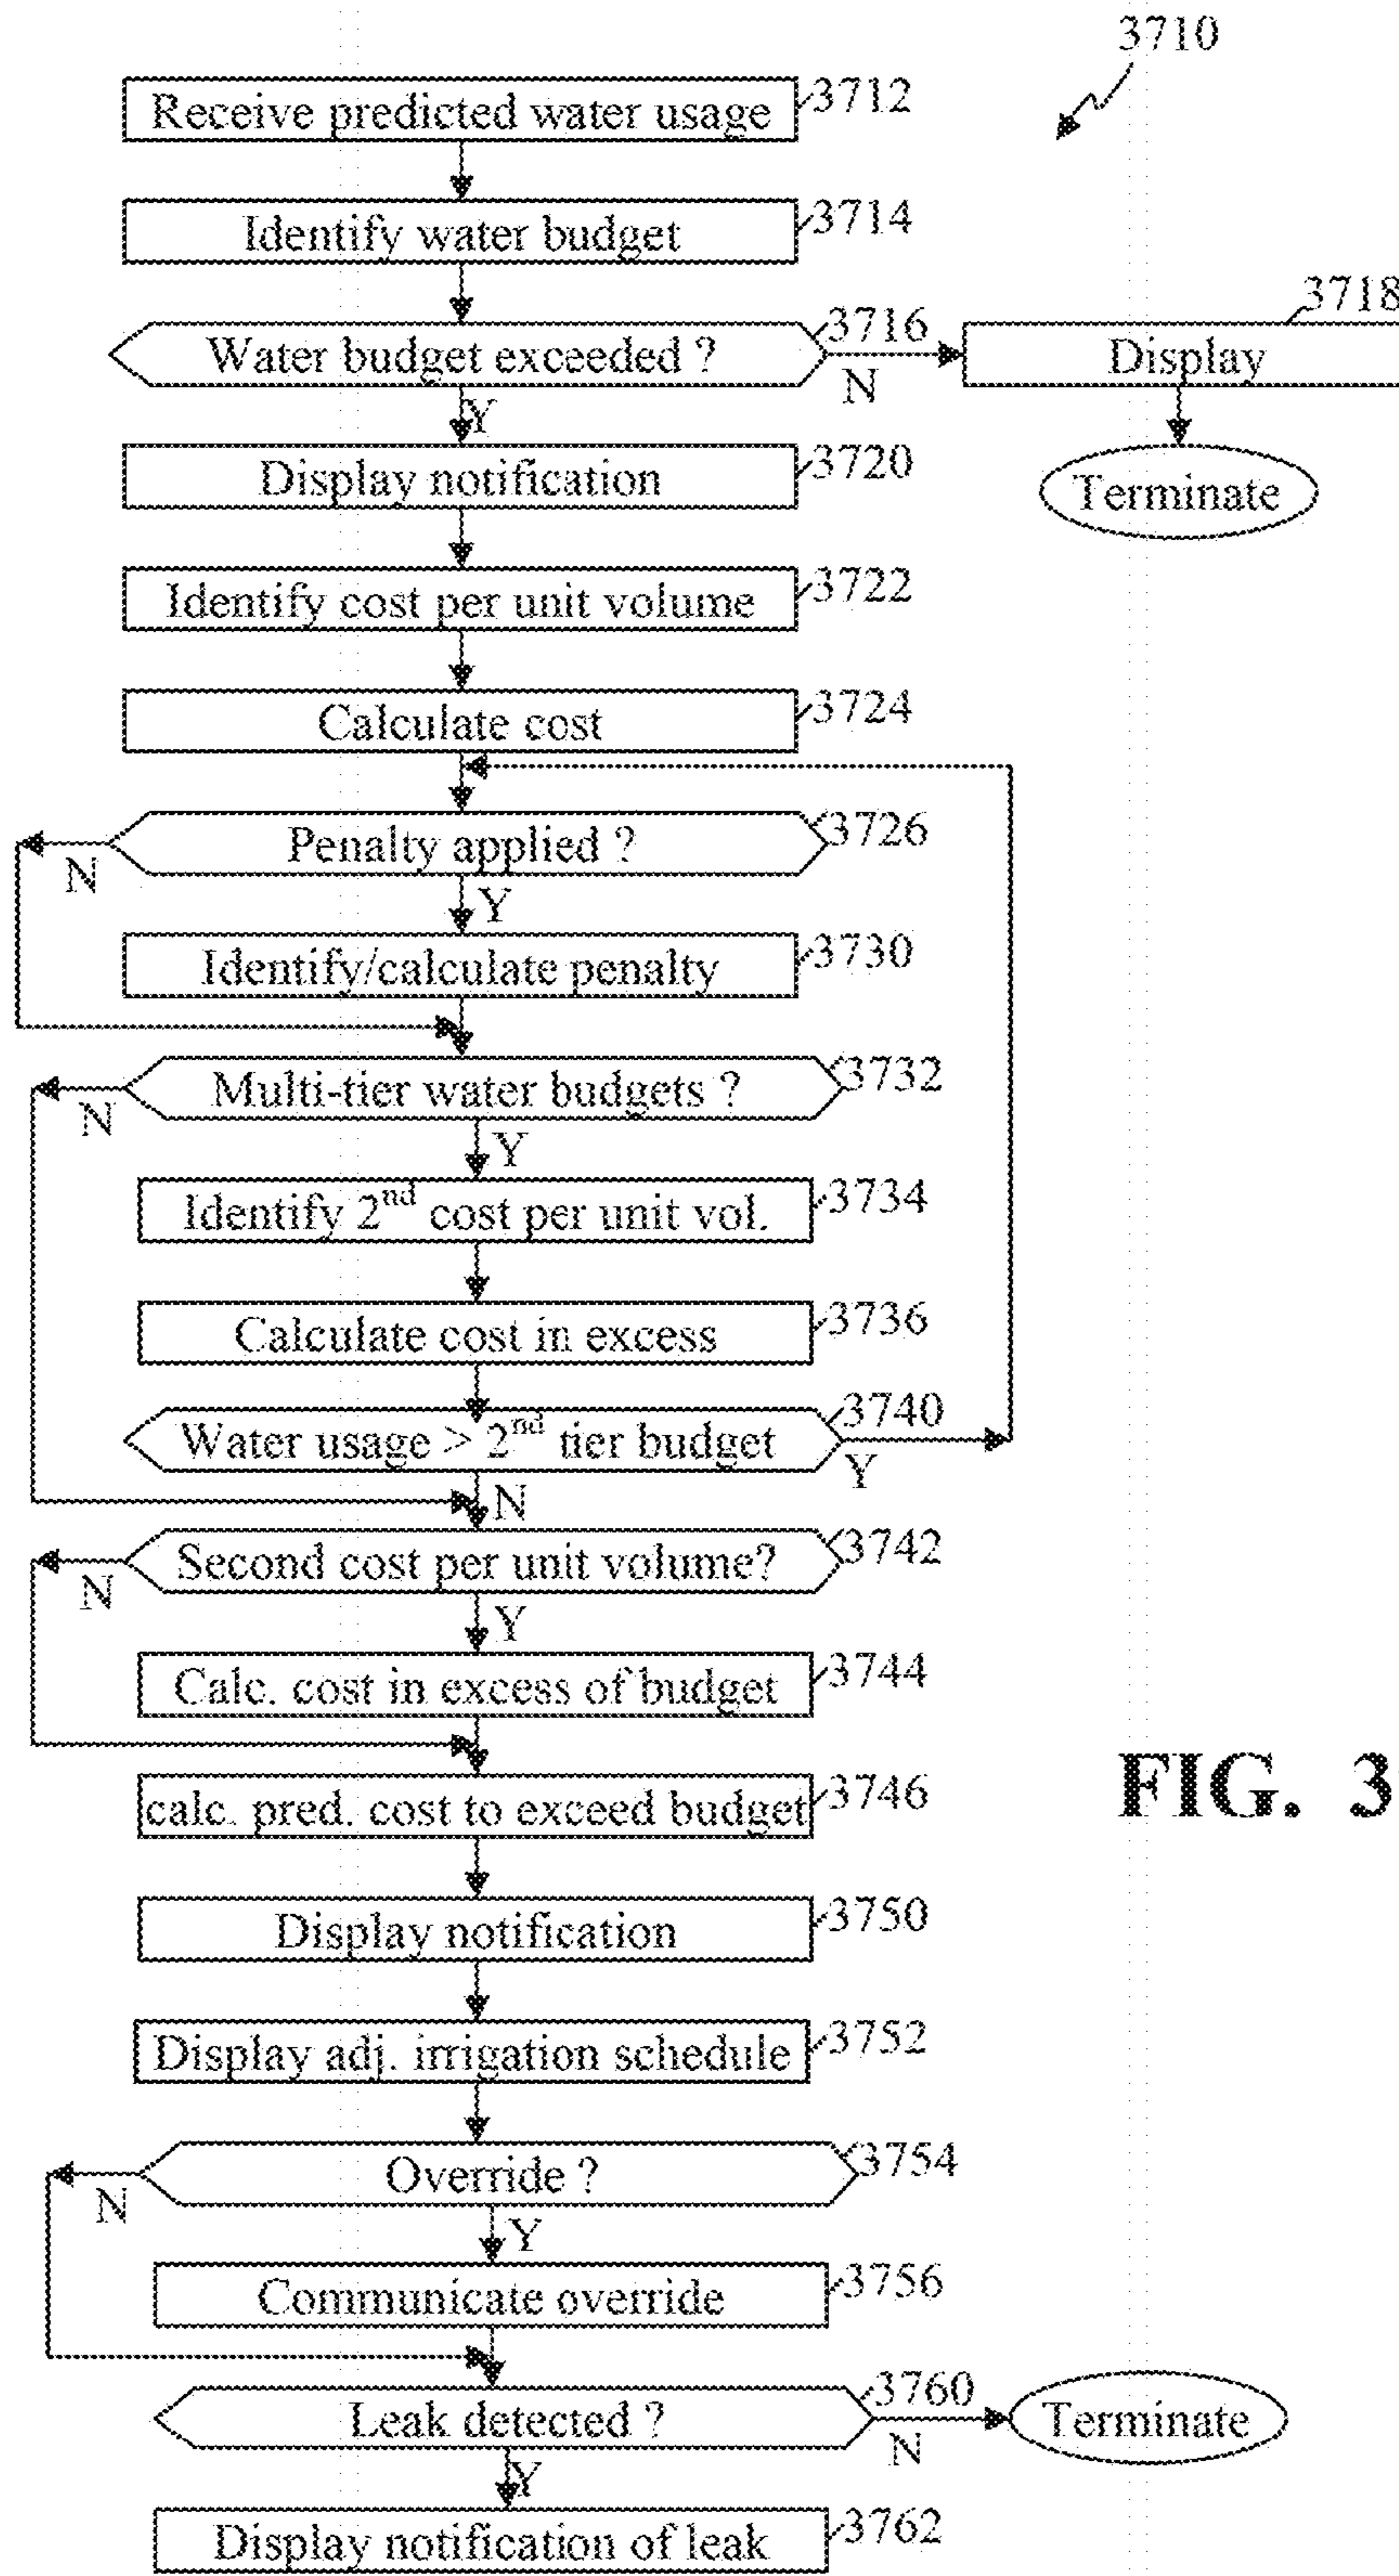 3710
Receive predicted water usage 3712
Identify water budget 3714
3718
Water budget exceeded ? 3716
Display
N
Y
Display notification 3720
Terminate
Identify cost per unit volume 3722
Calculate cost 3724
Penalty applied ? 3726
N
Y
Identify/calculate penalty 3730
Multi-tier water budgets ? 3732
N
Y
Identify 2nd cost per unit vol. 3734
Calculate cost in excess 3736
Water usage > 2nd tier budget 3740
Y
N
Second cost per unit volume? 3742
N
Y
Calc. cost in excess of budget 3744
calc. pred. cost to exceed budget 3746
FIG. 3
Display notification 3750
Display adj. irrigation schedule 3752
Override ? 3754
N
Y
Communicate override 3756
Leak detected ? 3760
Terminate
N
Y
Display notification of leak 3762